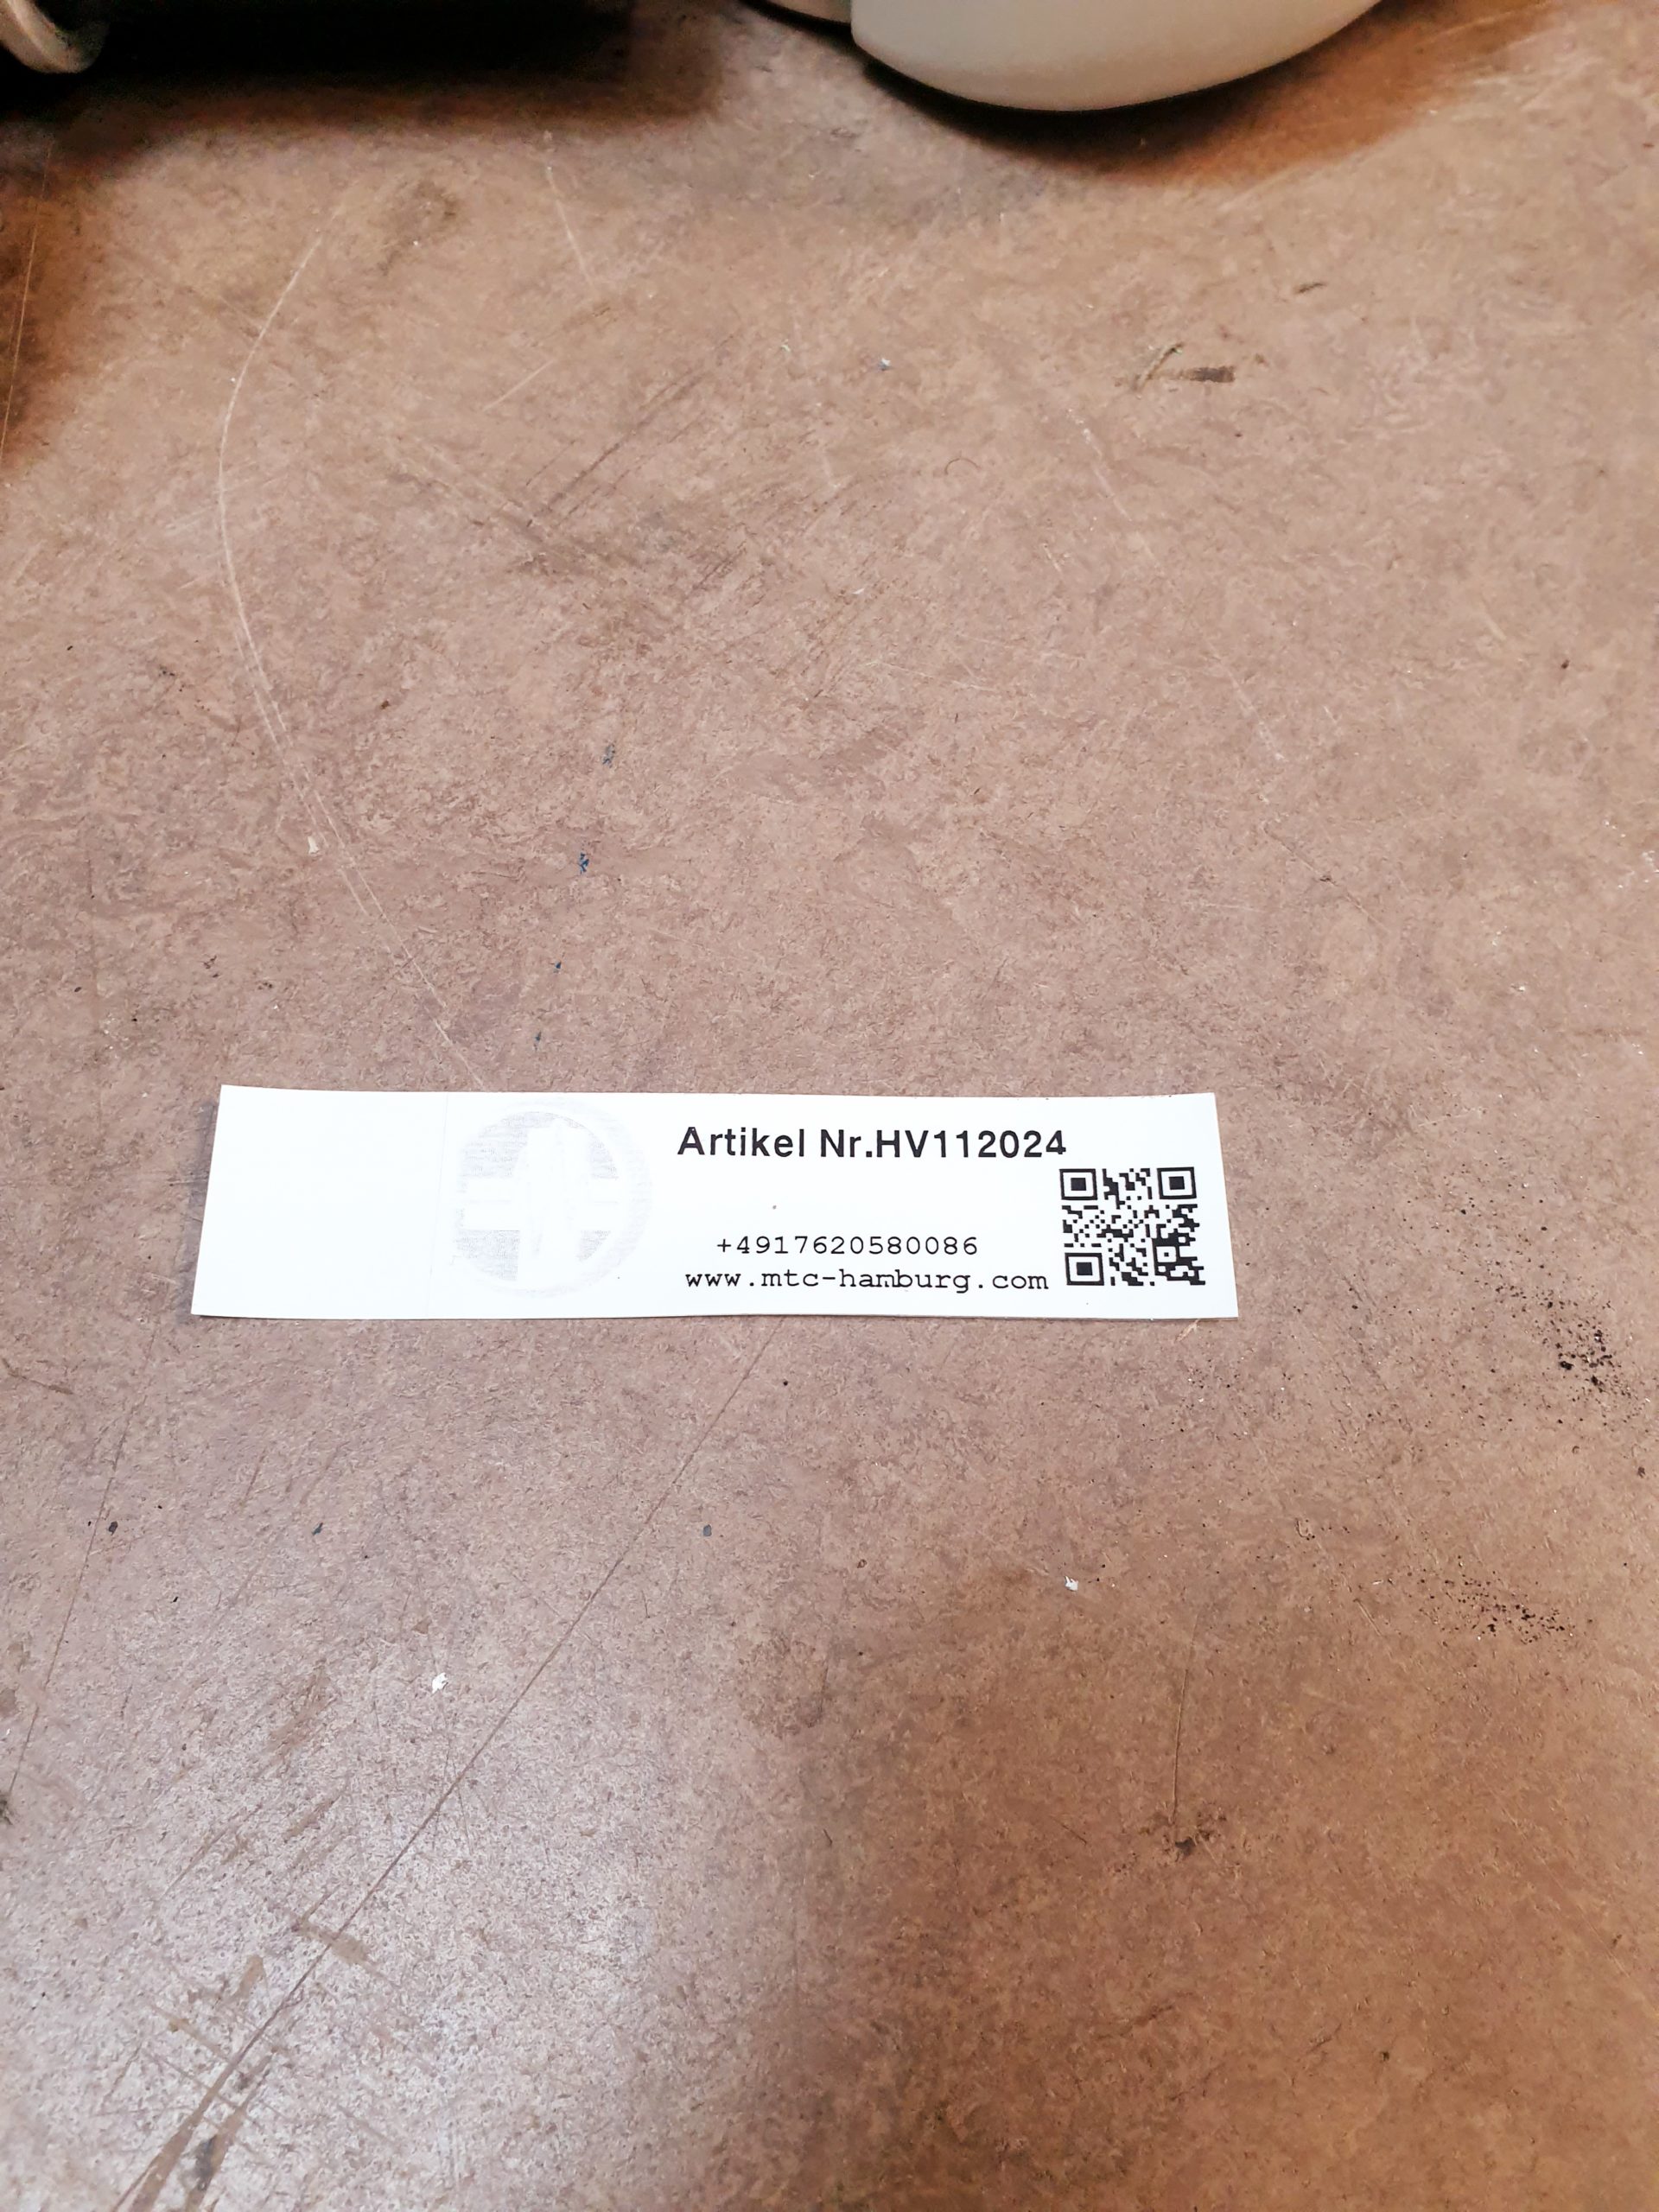 Artikel Nr.HV112024
+4917620580086
www.mtc-hamburg.com